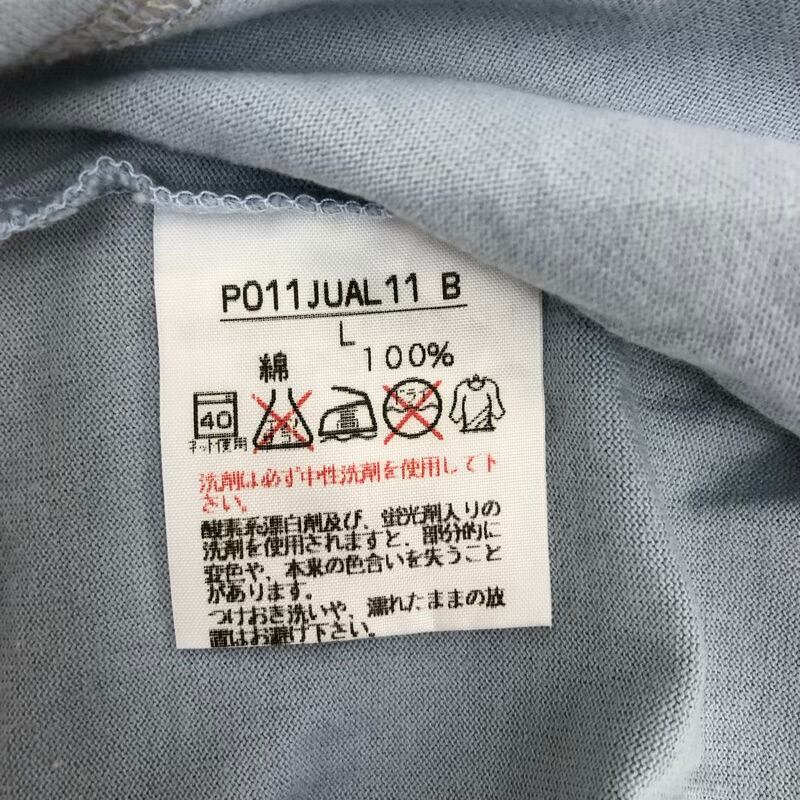 P011JUAL11 B
L
綿 100%
40
ドライ
ネット使用
洗剤は必ず中性洗剤を使用して下
さい。
酸素系漂白剤及び、蛍光剤入りの
洗剤を使用されますと、部分的に
変色や、本来の色合いを失うこと
があります。
つけおき洗いや、濡れたままの放
置はお避け下さい。